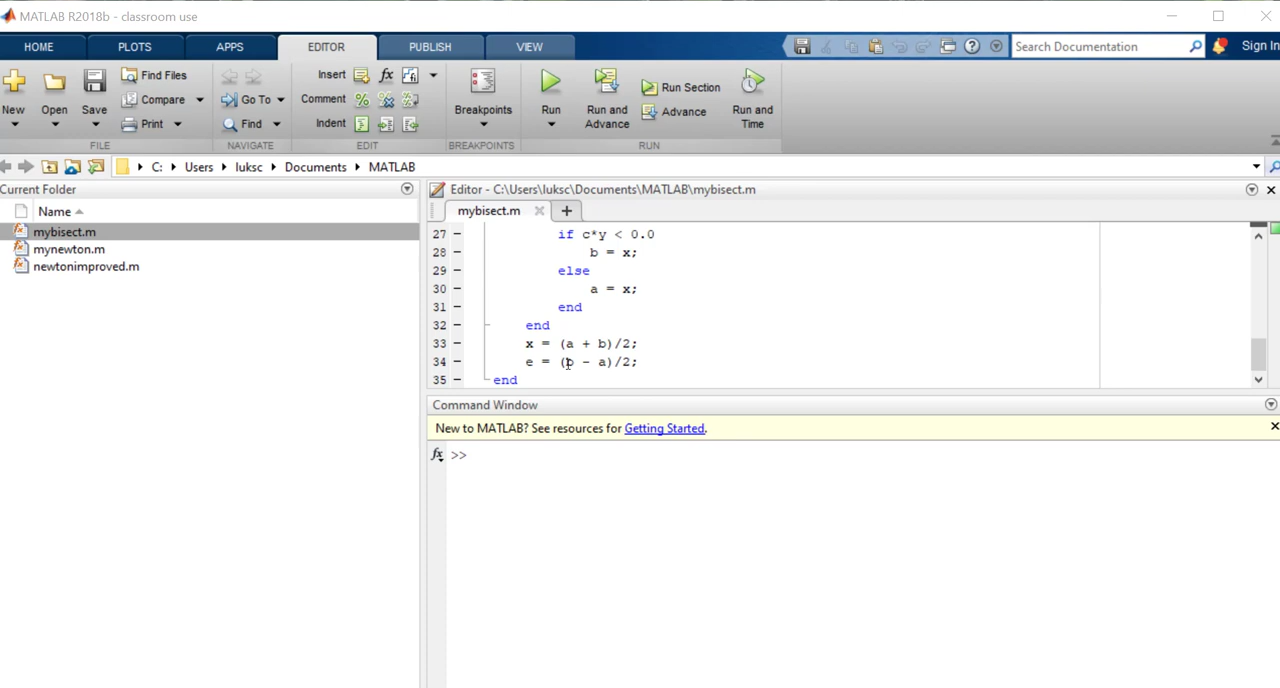 MATLAB R2018b - classroom use
HOME PLOTS APPS EDITOR PUBLISH VIEW
Search Documentation
Sign In
New
Open
Save
Find Files
Compare
Print
FILE
Go To
Find
NAVIGATE
Insert fx
Comment
Indent
EDIT
Breakpoints
BREAKPOINTS
Run
Run and Advance
Run Section
Advance
Run and Time
RUN
C: Users luksc Documents MATLAB
Current Folder
Name
mybisect.m
mynewton.m
newtonimproved.m
Editor - C:\Users\luksc\Documents\MATLAB\mybisect.m
mybisect.m
27 – if c*y < 0.0
28 – b = x;
29 – else
30 – a = x;
31 – end
32 – end
33 – x = (a + b)/2;
34 – e = (b - a)/2;
35 – end
Command Window
New to MATLAB? See resources for Getting Started.
fx >>